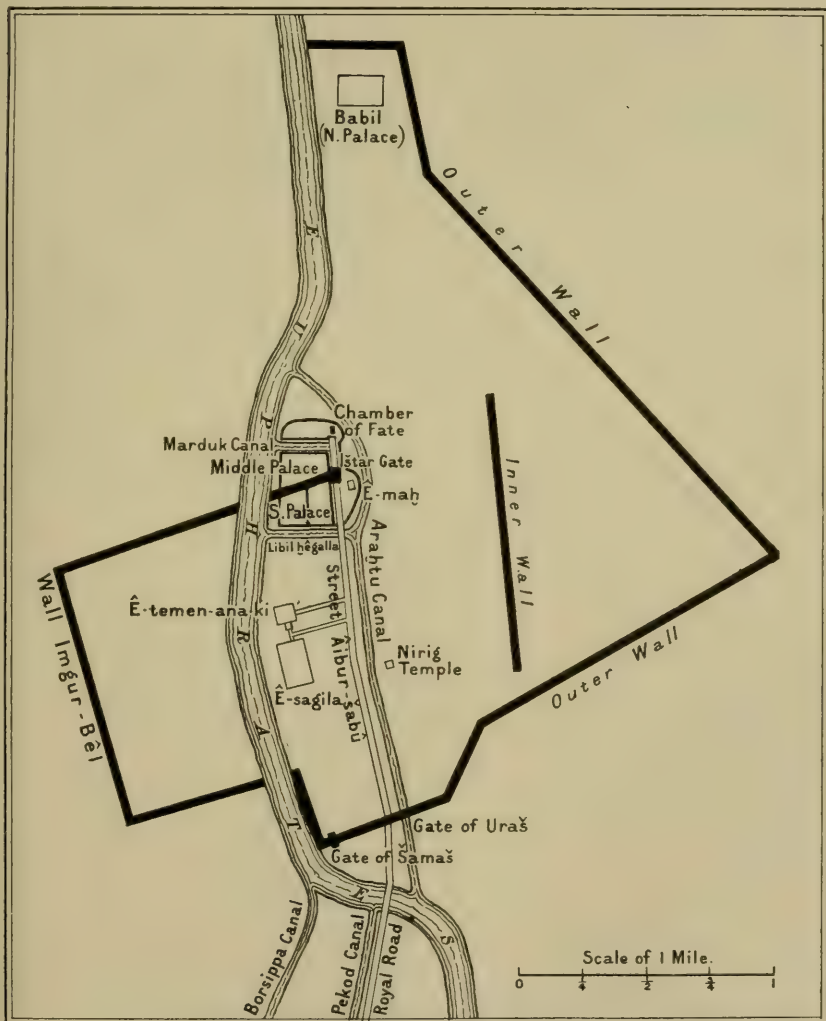 Babil
(N. Palace)
Outer Wall
EUPHRATES
Chamber
of Fate
Marduk Canal
Middle Palace
Ištar Gate
Ê-maḫ
S. Palace
Inner Wall
Libil ḫêgalla
Araḫtu Canal
Ê-temen-ana-ki
Street Âibur-šabû
Nirig
Temple
Wall Imgur-Bêl
Outer Wall
Ê-sagila
Gate of Uraš
Gate of Šamaš
Borsippa Canal
Pekod Canal
Royal Road
Scale of 1 Mile.
0 ¼ ½ ¾ 1